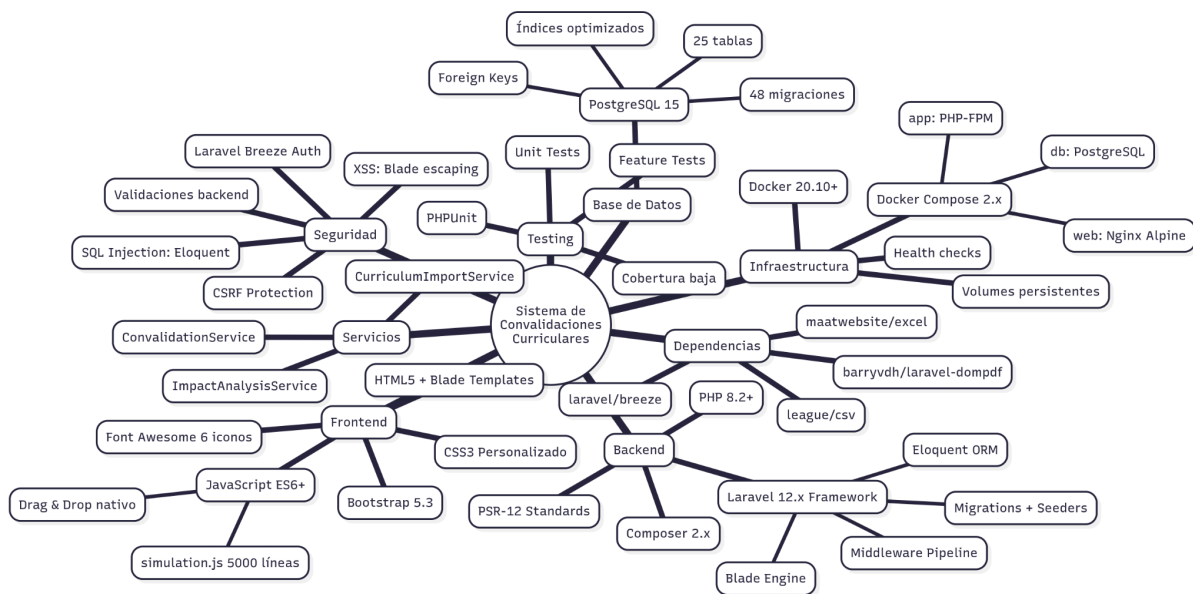 Índices optimizados
25 tablas
Foreign Keys
48 migraciones
PostgreSQL 15
app: PHP-FPM
Laravel Breeze Auth
Unit Tests
Feature Tests
db: PostgreSQL
XSS: Blade escaping
Docker 20.10+
Validaciones backend
Base de Datos
Docker Compose 2.x
PHPUnit
Seguridad
Testing
web: Nginx Alpine
SQL Injection: Eloquent
Health checks
CurriculumImportService
Cobertura baja
Infraestructura
CSRF Protection
Volumes persistentes
Sistema de
Convalidaciones
Curriculares
maatwebsite/excel
ConvalidationService
Servicios
Dependencias
barryvdh/laravel-dompdf
ImpactAnalysisService
HTML5 + Blade Templates
laravel/breeze
PHP 8.2+
league/csv
Frontend
Font Awesome 6 iconos
CSS3 Personalizado
Backend
Eloquent ORM
JavaScript ES6+
Bootstrap 5.3
Laravel 12.x Framework
Drag & Drop nativo
PSR-12 Standards
Migrations + Seeders
Composer 2.x
simulation.js 5000 líneas
Middleware Pipeline
Blade Engine